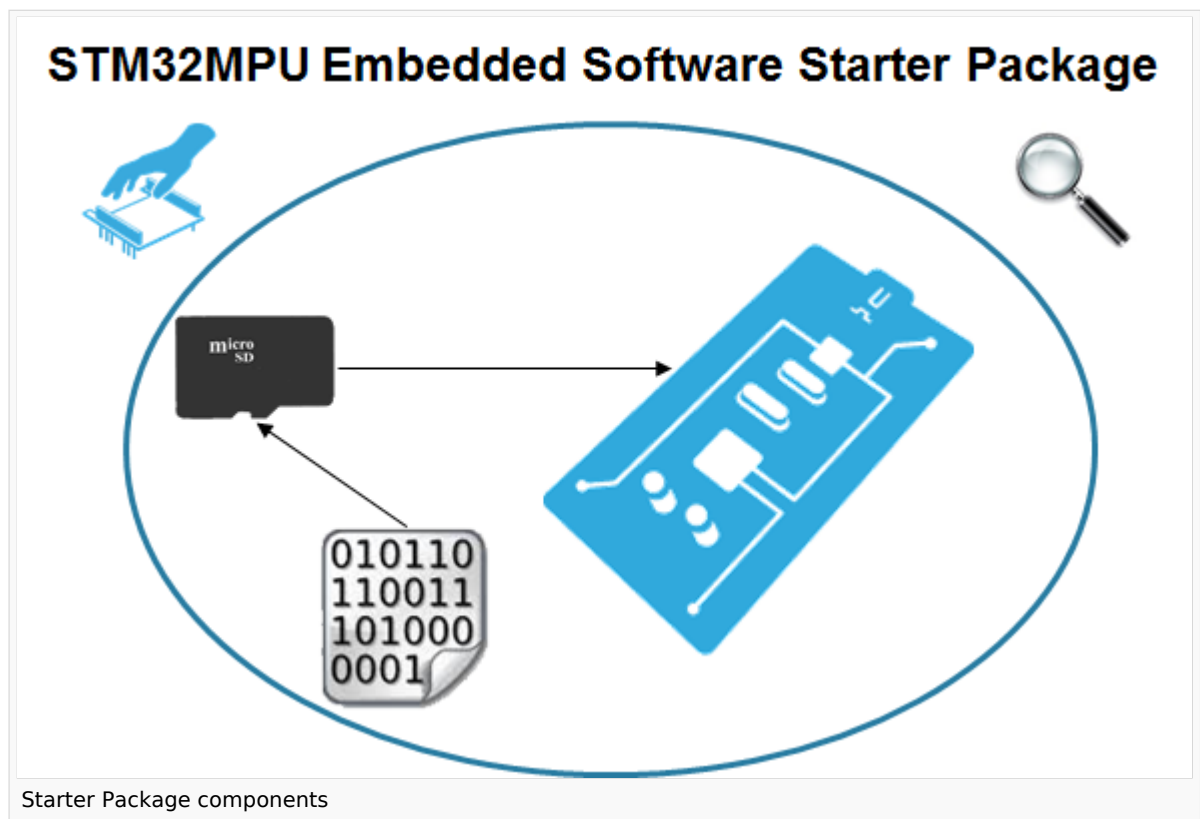 STM32MPU Embedded Software Starter Package
micro
SD
010110
110011
101000
0001
Starter Package components